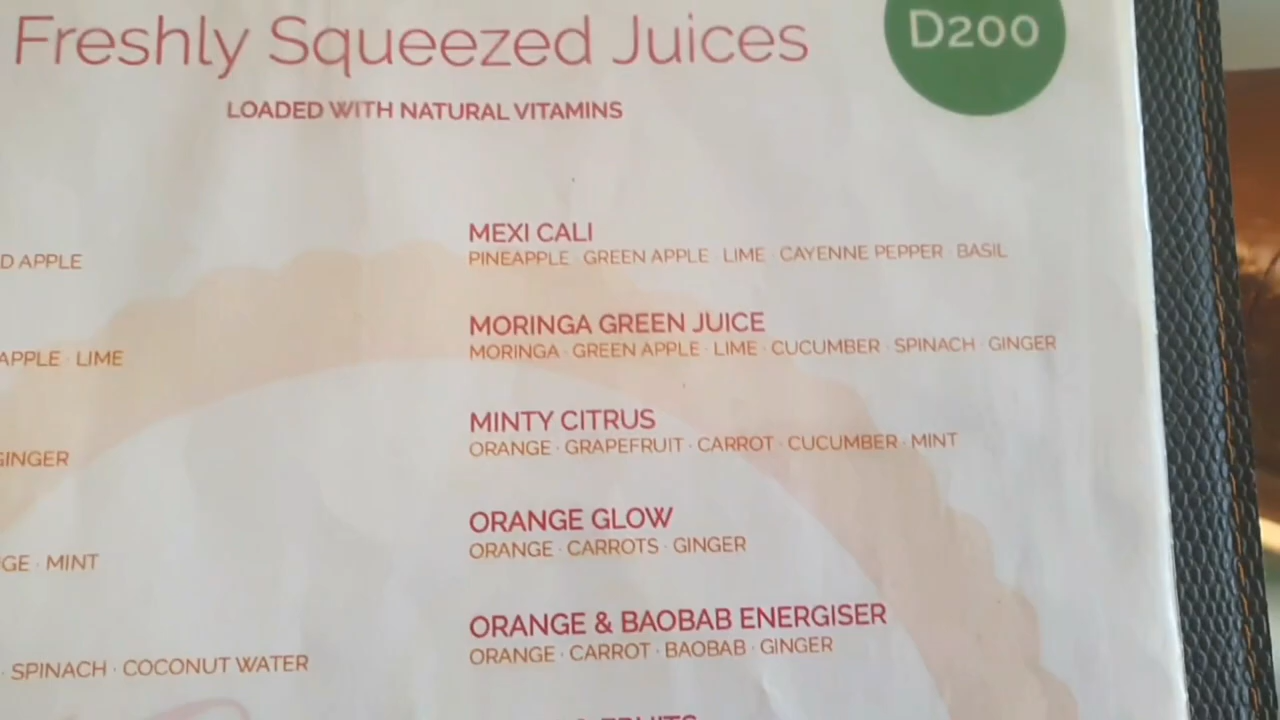 Freshly Squeezed Juices
D200
LOADED WITH NATURAL VITAMINS
D APPLE
APPLE · LIME
GINGER
GE · MINT
· SPINACH · COCONUT WATER
MEXI CALI
PINEAPPLE · GREEN APPLE · LIME · CAYENNE PEPPER · BASIL
MORINGA GREEN JUICE
MORINGA · GREEN APPLE · LIME · CUCUMBER · SPINACH · GINGER
MINTY CITRUS
ORANGE · GRAPEFRUIT · CARROT · CUCUMBER · MINT
ORANGE GLOW
ORANGE · CARROTS · GINGER
ORANGE & BAOBAB ENERGISER
ORANGE · CARROT · BAOBAB · GINGER